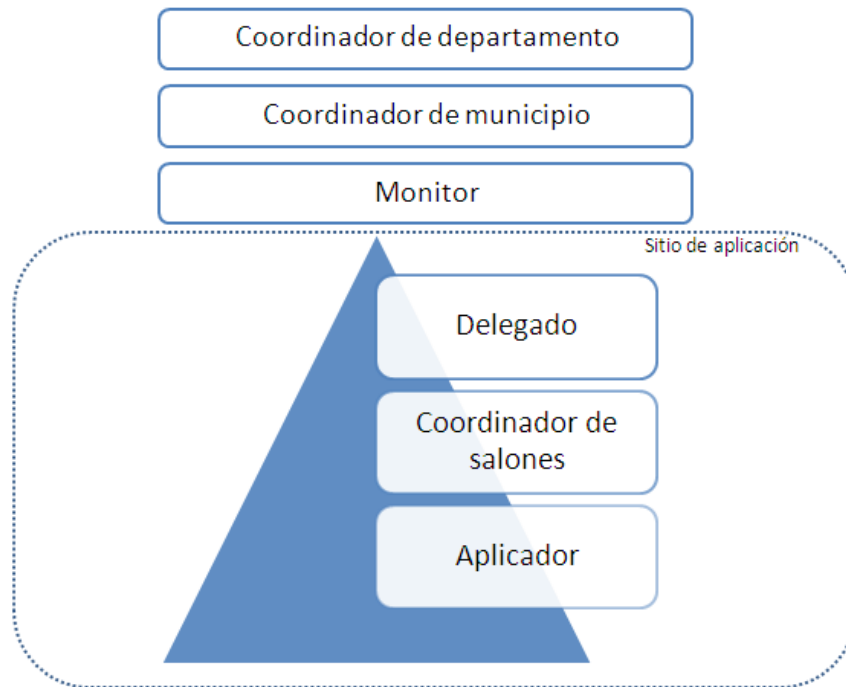 Coordinador de departamento
Coordinador de municipio
Monitor
Sitio de aplicación
Delegado
Coordinador de
salones
Aplicador